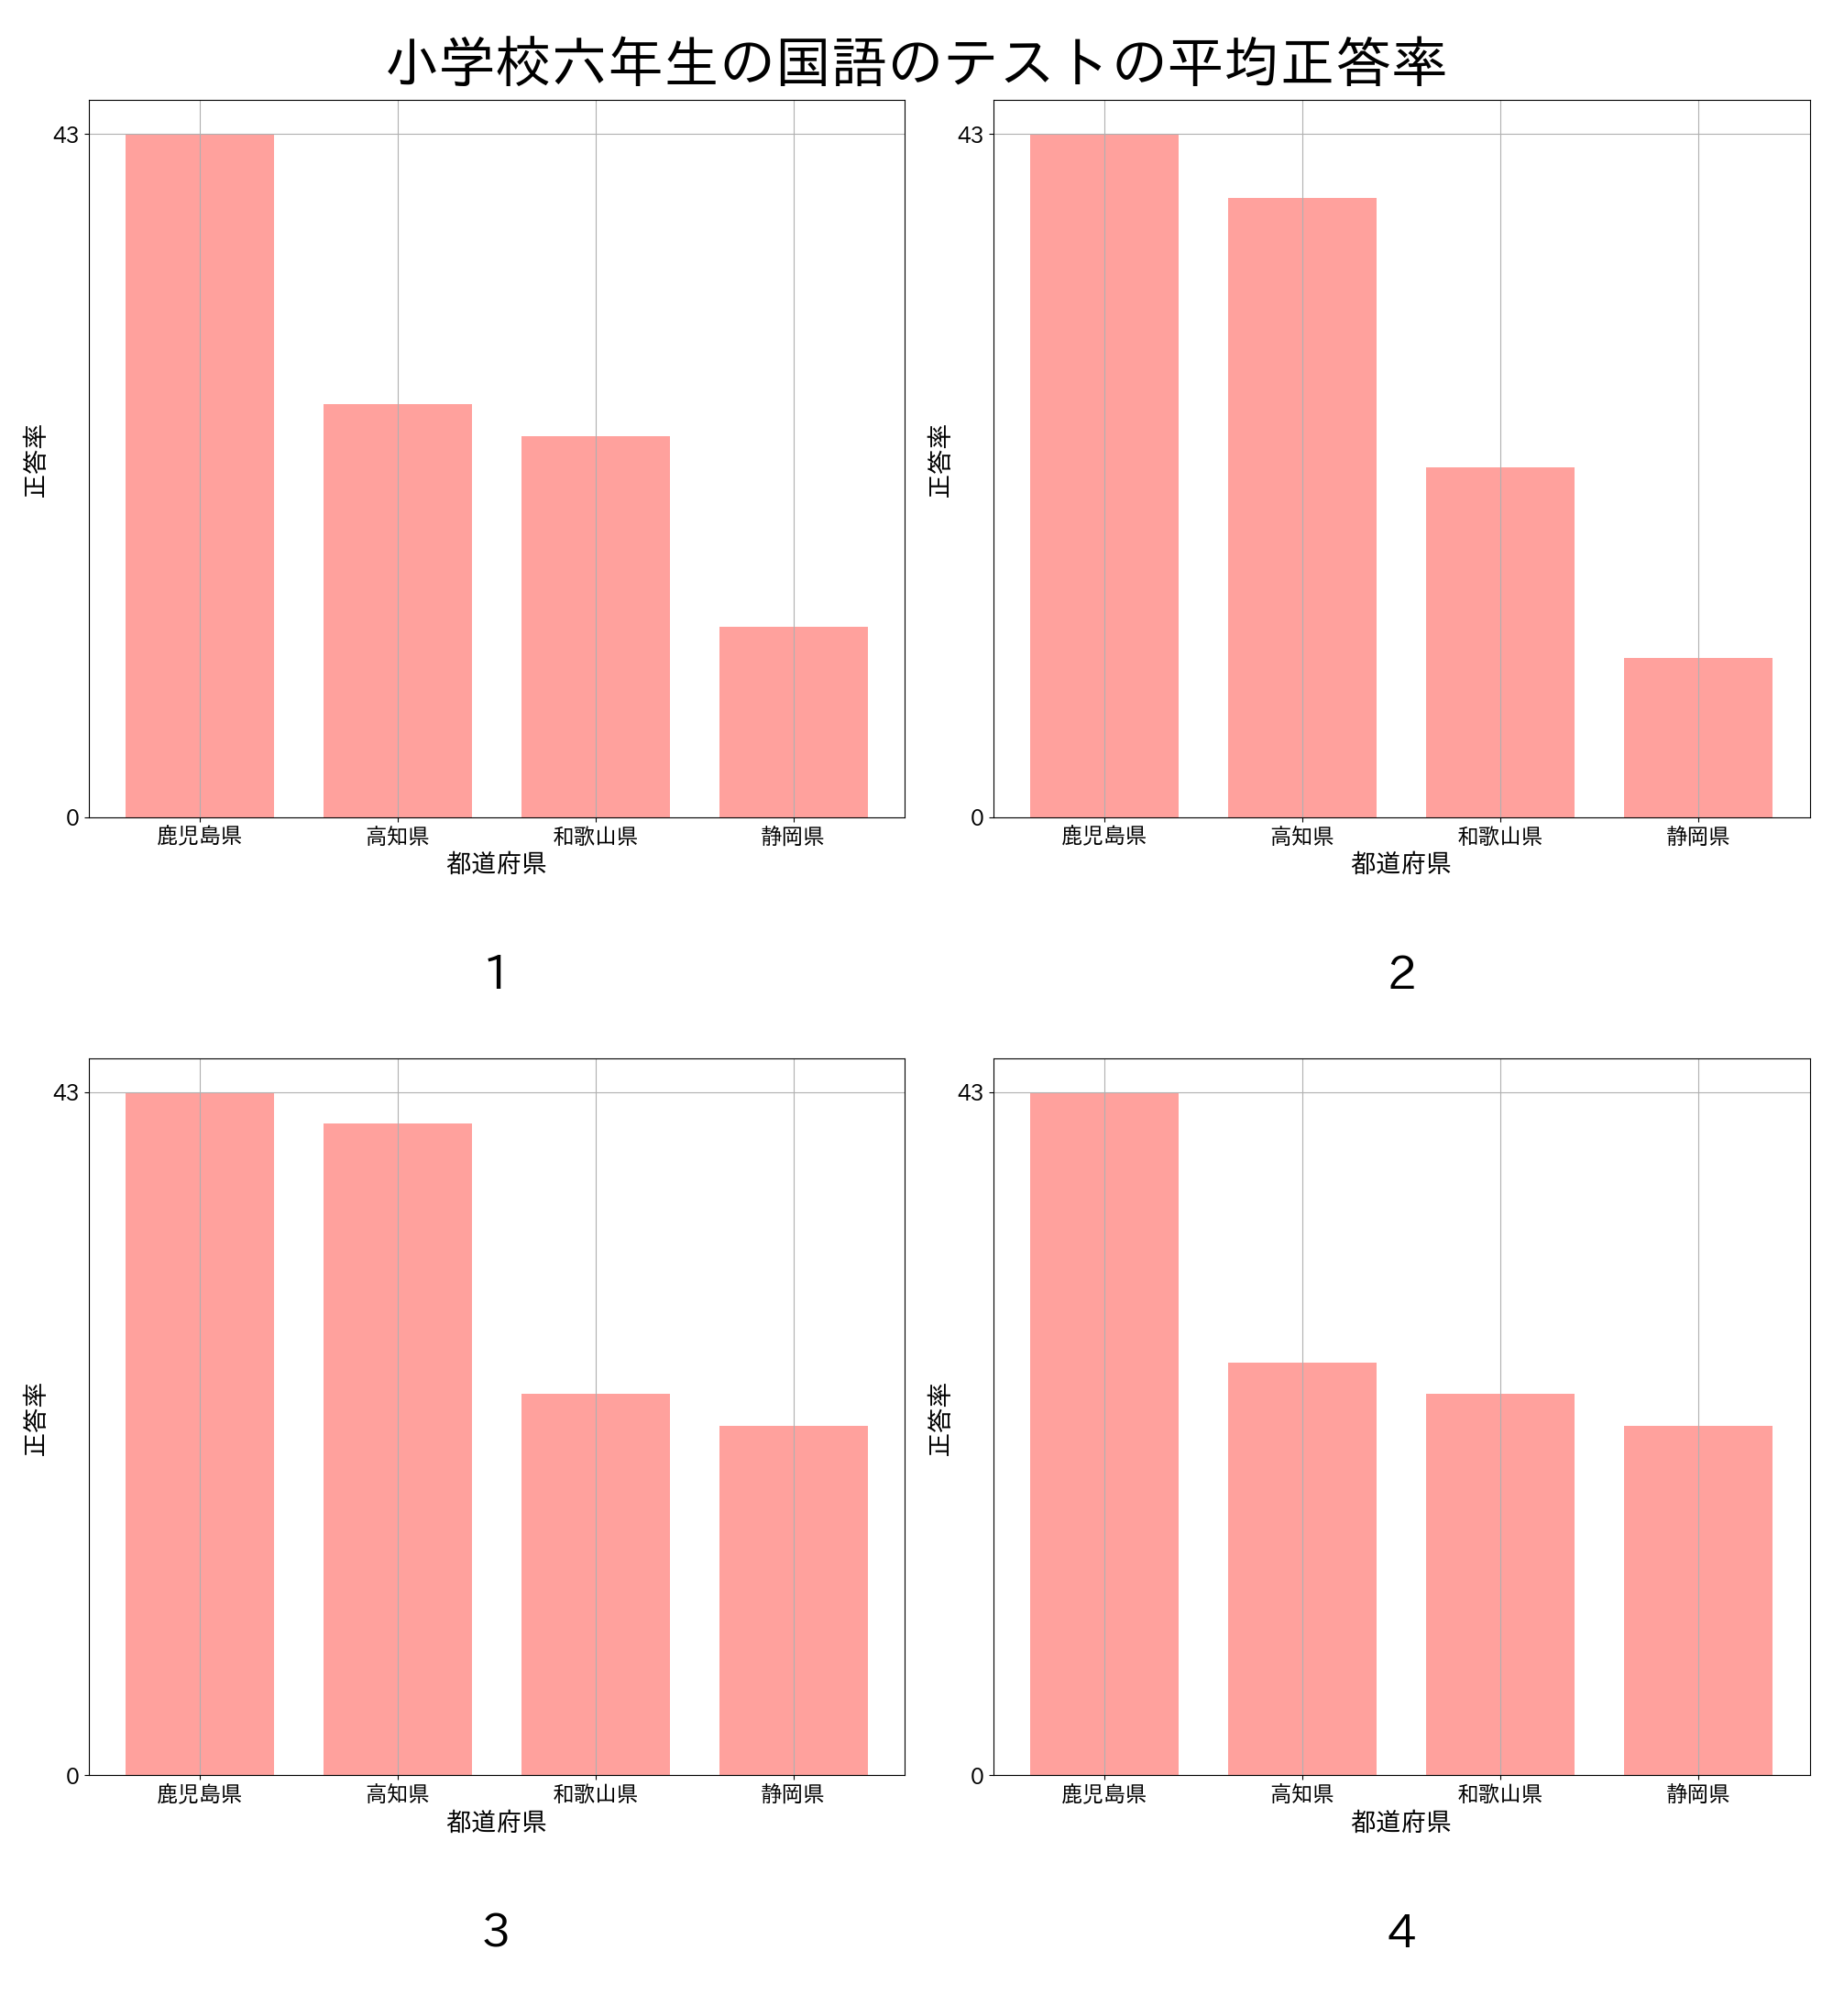 小学校六年生の国語のテストの平均正答率
43
0
正答率
鹿児島県 高知県 和歌山県 静岡県
都道府県
1
43
0
正答率
鹿児島県 高知県 和歌山県 静岡県
都道府県
2
43
0
正答率
鹿児島県 高知県 和歌山県 静岡県
都道府県
3
43
0
正答率
鹿児島県 高知県 和歌山県 静岡県
都道府県
4